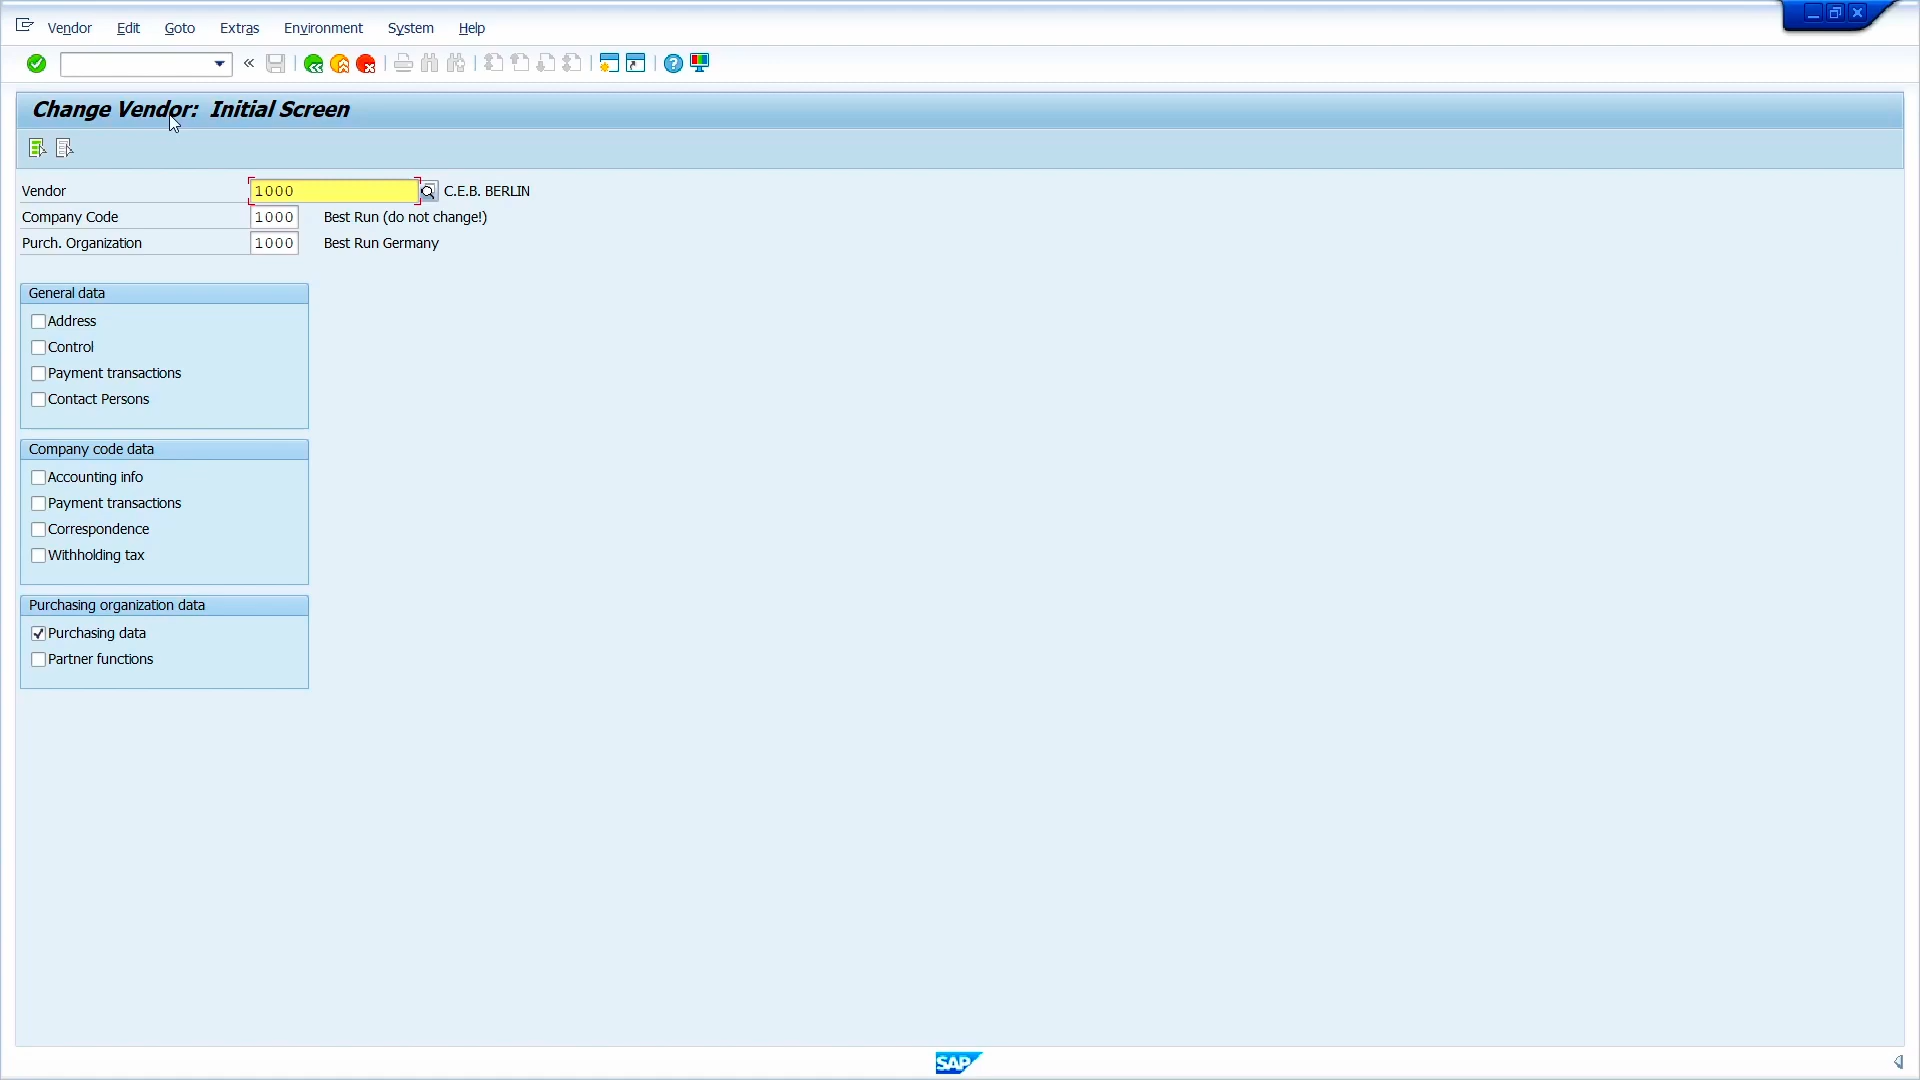 Vendor Edit Goto Extras Environment System Help
Change Vendor: Initial Screen
Vendor 1000 C.E.B. BERLIN
Company Code 1000 Best Run (do not change!)
Purch. Organization 1000 Best Run Germany
General data
Address
Control
Payment transactions
Contact Persons
Company code data
Accounting info
Payment transactions
Correspondence
Withholding tax
Purchasing organization data
Purchasing data
Partner functions
SAP